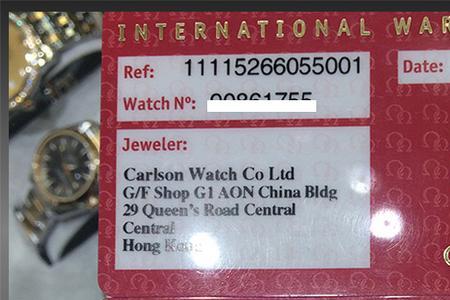 INTERNATIONAL WAR
Ref: 11115266055001
Date:
Watch Nº:
Jeweler:
Carlson Watch Co Ltd
G/F Shop G1 AON China Bldg
29 Queen's Road Central
Central
Hong Kong